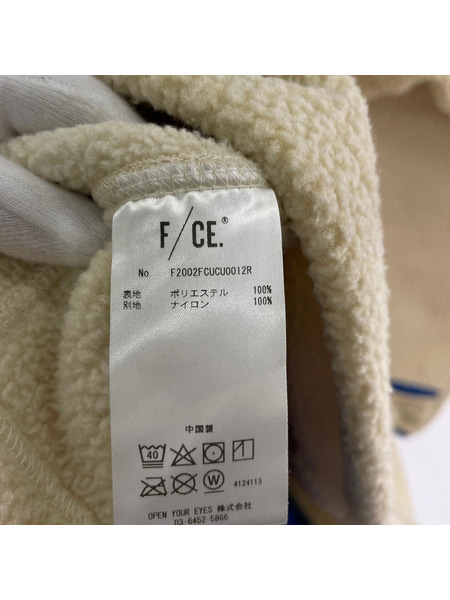 F/CE.®
No. F2002FCUCU0012R
表地 ポリエステル 100%
別地 ナイロン 100%
中国製
40
W 4124113
OPEN YOUR EYES 株式会社
03-6452 5866